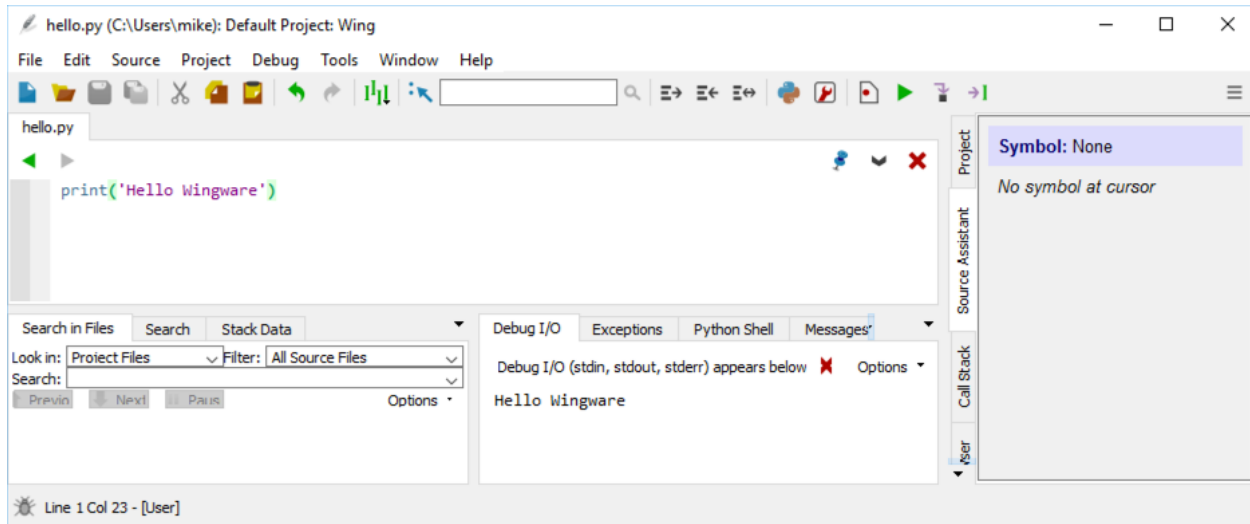 hello.py (C:\Users\mike): Default Project: Wing
File Edit Source Project Debug Tools Window Help
hello.py
print('Hello Wingware')
Project
Source Assistant
Call Stack
Symbol: None
No symbol at cursor
Search in Files Search Stack Data
Look in: Project Files Filter: All Source Files
Search:
Previo Next Paus Options
Debug I/O Exceptions Python Shell Messages
Debug I/O (stdin, stdout, stderr) appears below Options
Hello Wingware
Line 1 Col 23 - [User]